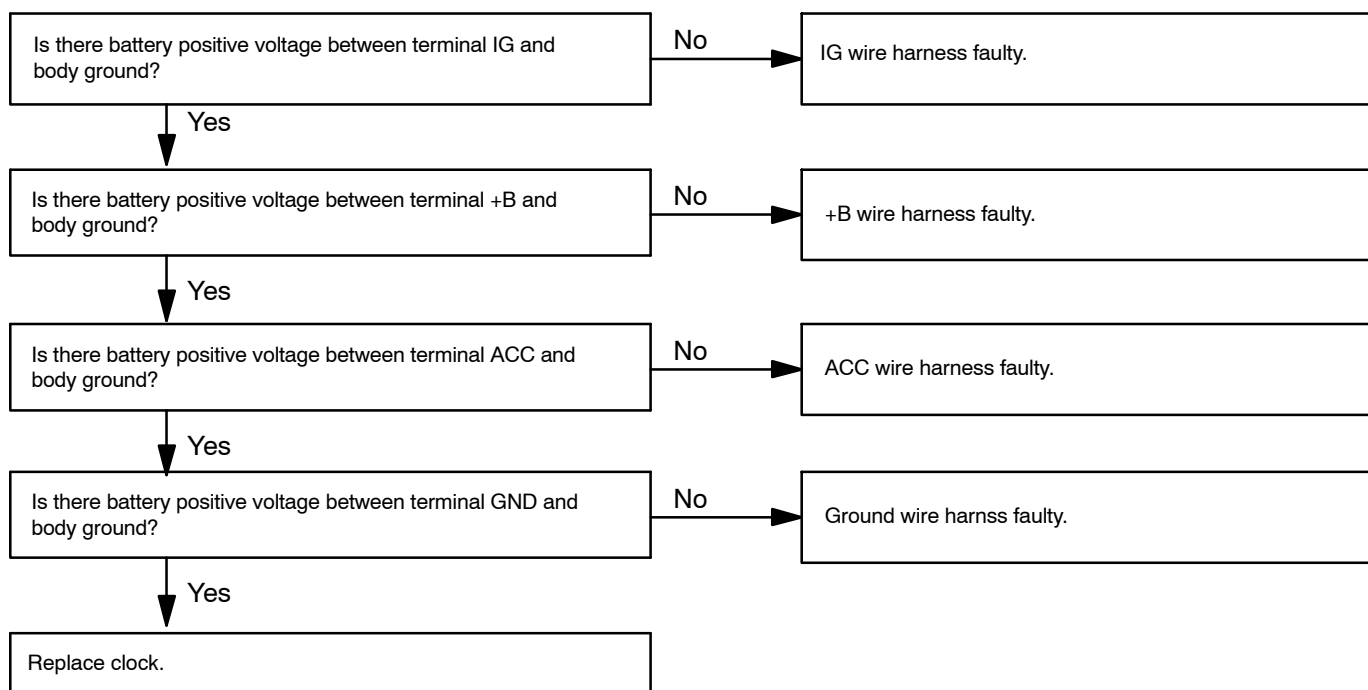 Is there battery positive voltage between terminal IG and
body ground?
No
IG wire harness faulty.
Yes
Is there battery positive voltage between terminal +B and
body ground?
No
+B wire harness faulty.
Yes
Is there battery positive voltage between terminal ACC and
body ground?
No
ACC wire harness faulty.
Yes
Is there battery positive voltage between terminal GND and
body ground?
No
Ground wire harnss faulty.
Yes
Replace clock.